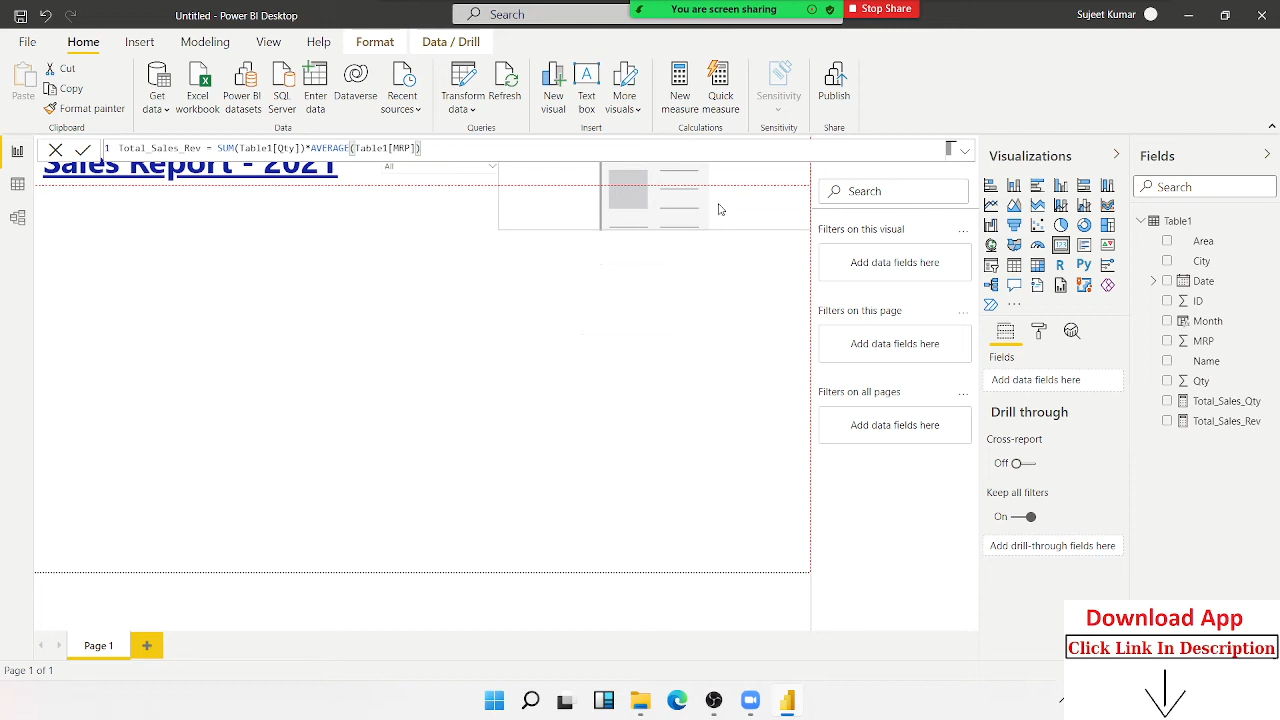 Untitled - Power BI Desktop
Search
You are screen sharing
Stop Share
Sujeet Kumar
File
Home
Insert
Modeling
View
Help
Format
Data / Drill
Paste
Cut
Copy
Format painter
Get data
Excel workbook
Power BI datasets
SQL Server
Enter data
Dataverse
Recent sources
Transform data
Refresh
New visual
Text box
More visuals
New measure
Quick measure
Sensitivity
Publish
Clipboard
Data
Queries
Insert
Calculations
Sensitivity
Share
1 Total_Sales_Rev = SUM(Table1[Qty])*AVERAGE(Table1[MRP])
Sales Report - 2021
All
Search
Filters on this visual
...
Add data fields here
Filters on this page
...
Add data fields here
Filters on all pages
...
Add data fields here
Visualizations
Fields
Add data fields here
Drill through
Cross-report
Off
Keep all filters
On
Add drill-through fields here
Fields
Search
Table1
Area
City
Date
ID
Month
MRP
Name
Qty
Total_Sales_Qty
Total_Sales_Rev
Page 1
Page 1 of 1
Download App
Click Link In Description